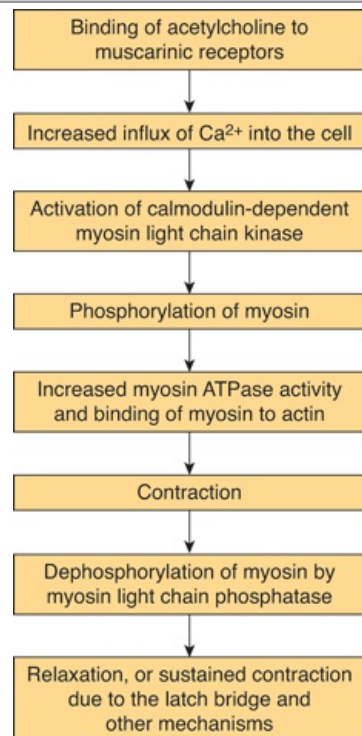 Binding of acetylcholine to
muscarinic receptors
Increased influx of Ca²⁺ into the cell
Activation of calmodulin-dependent
myosin light chain kinase
Phosphorylation of myosin
Increased myosin ATPase activity
and binding of myosin to actin
Contraction
Dephosphorylation of myosin by
myosin light chain phosphatase
Relaxation, or sustained contraction
due to the latch bridge and
other mechanisms